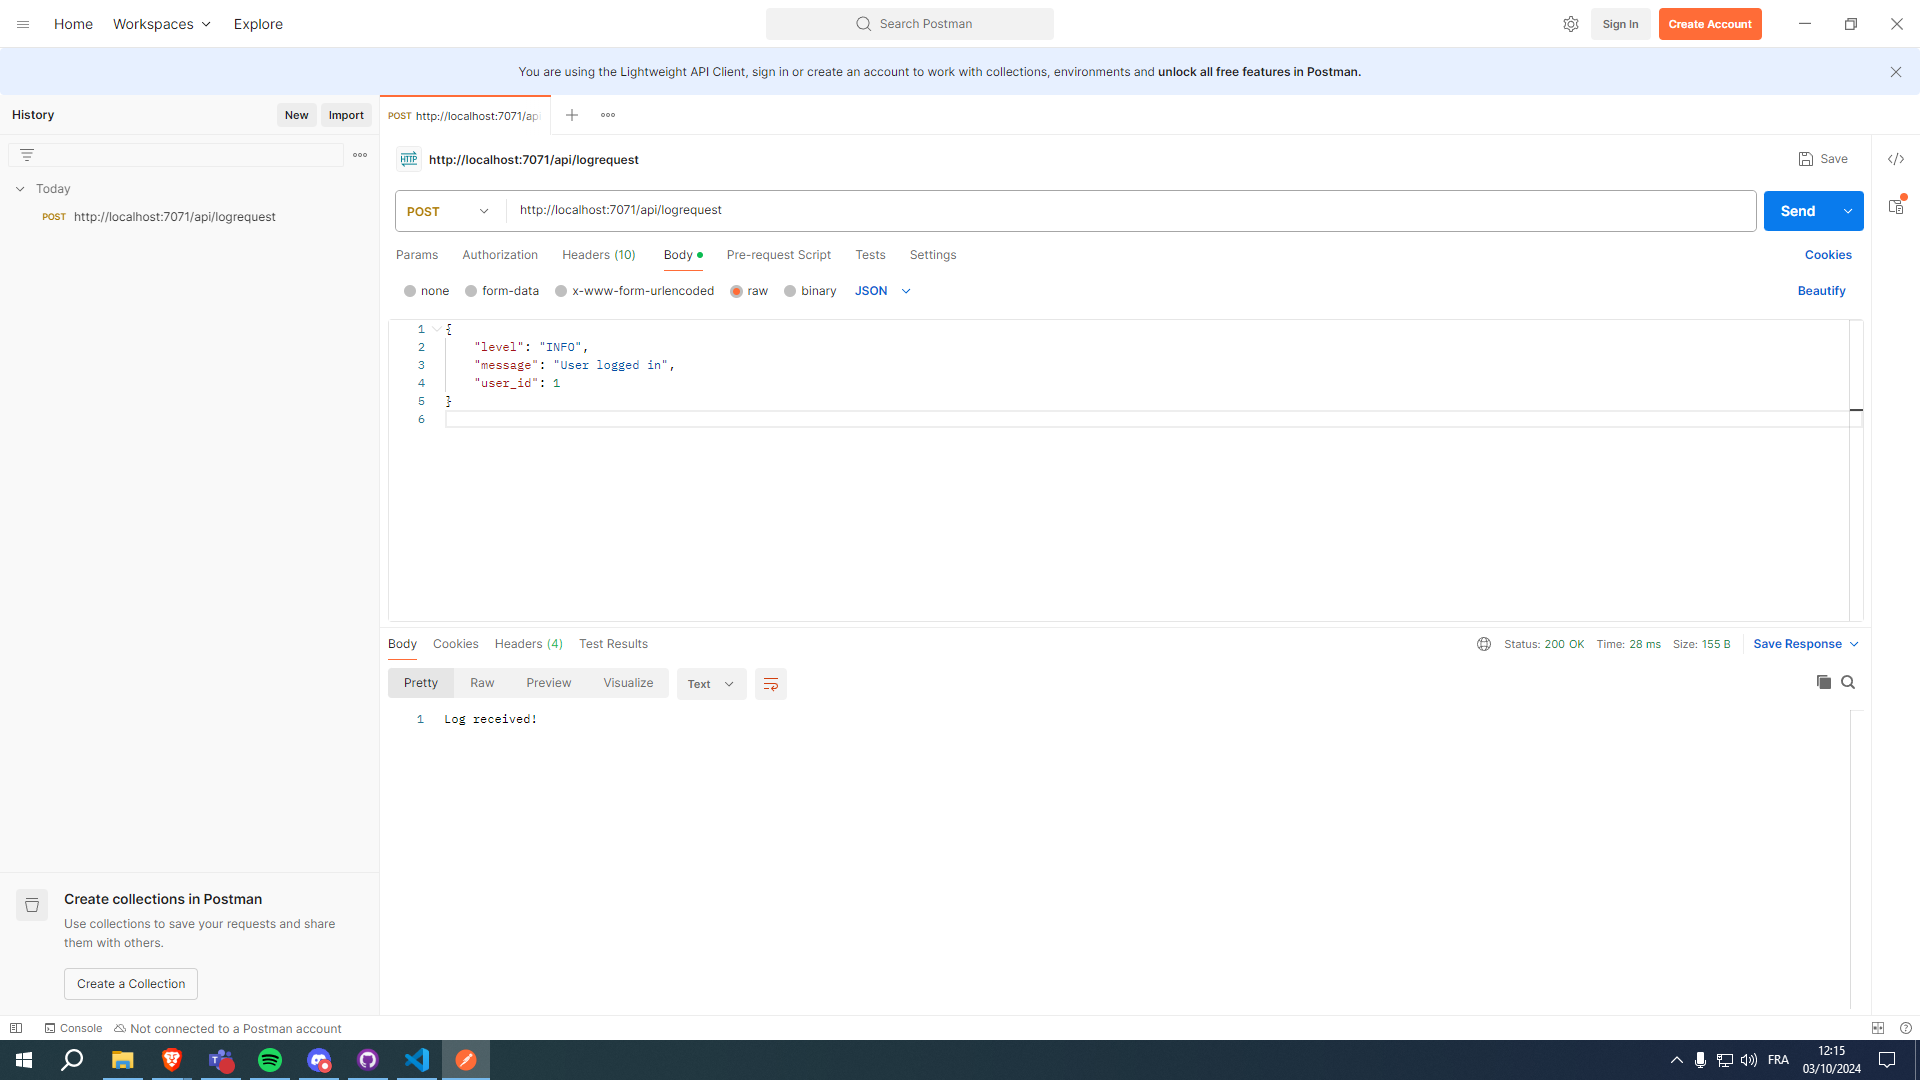 Home Workspaces Explore
Search Postman
Sign In Create Account
You are using the Lightweight API Client, sign in or create an account to work with collections, environments and unlock all free features in Postman.
History New Import
POST http://localhost:7071/api
HTTP http://localhost:7071/api/logrequest
Save
Today
POST http://localhost:7071/api/logrequest
POST http://localhost:7071/api/logrequest
Send
Params Authorization Headers (10) Body Pre-request Script Tests Settings
Cookies
none form-data x-www-form-urlencoded raw binary JSON
Beautify
1 {
2 "level": "INFO",
3 "message": "User logged in",
4 "user_id": 1
5 }
6
Body Cookies Headers (4) Test Results
Status: 200 OK Time: 28 ms Size: 155 B Save Response
Pretty Raw Preview Visualize Text
1 Log received!
Create collections in Postman
Use collections to save your requests and share
them with others.
Create a Collection
Console Not connected to a Postman account
FRA
12:15
03/10/2024